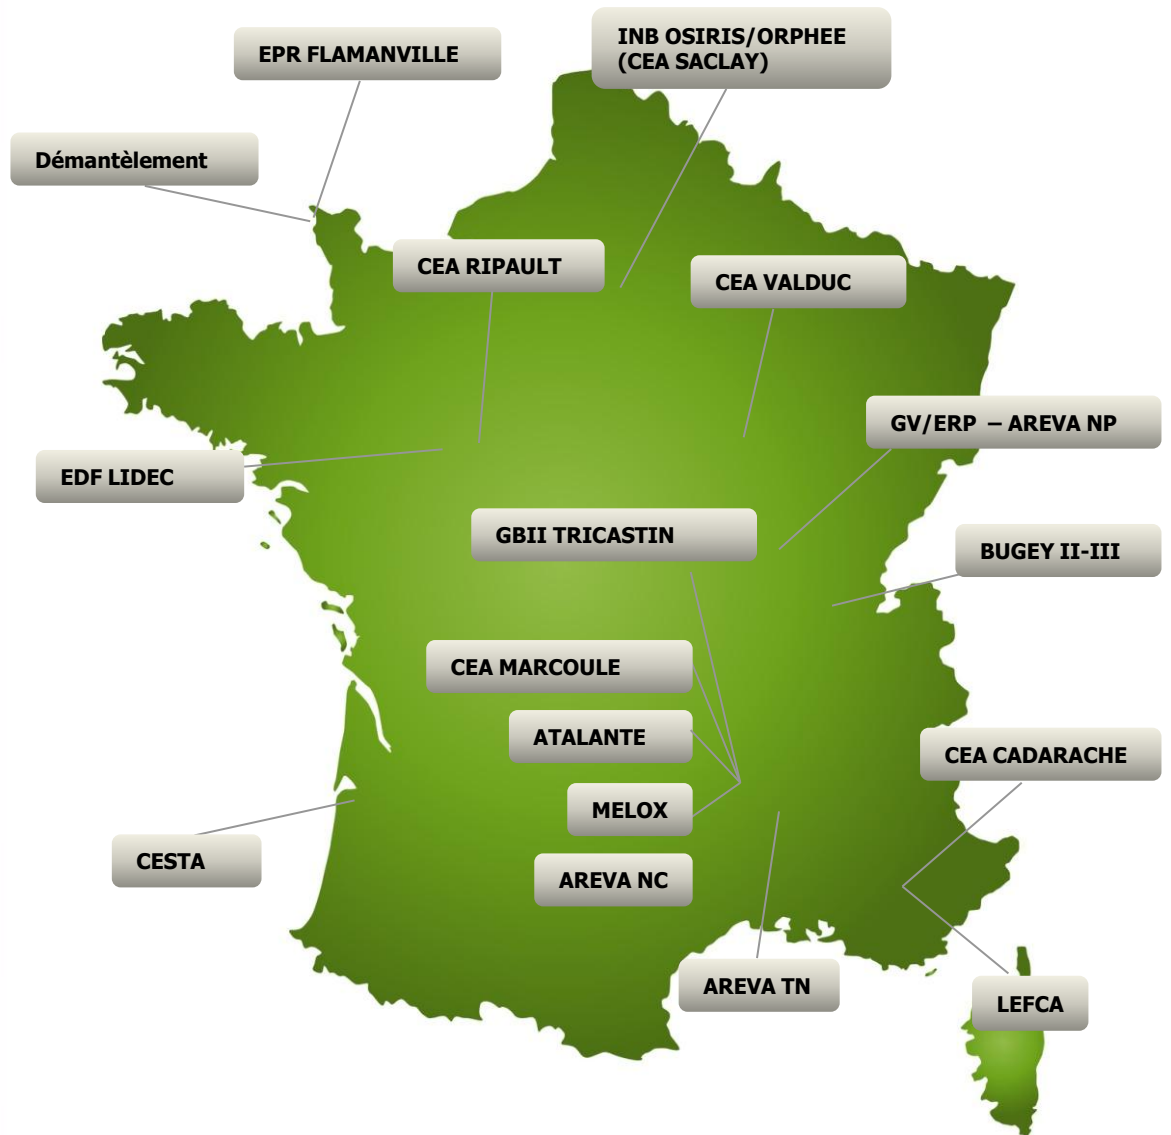 INB OSIRIS/ORPHEE
(CEA SACLAY)
EPR FLAMANVILLE
Démantèlement
CEA RIPAULT
CEA VALDUC
GV/ERP – AREVA NP
EDF LIDEC
GBII TRICASTIN
BUGEY II-III
CEA MARCOULE
ATALANTE
CEA CADARACHE
MELOX
CESTA
AREVA NC
AREVA TN
LEFCA